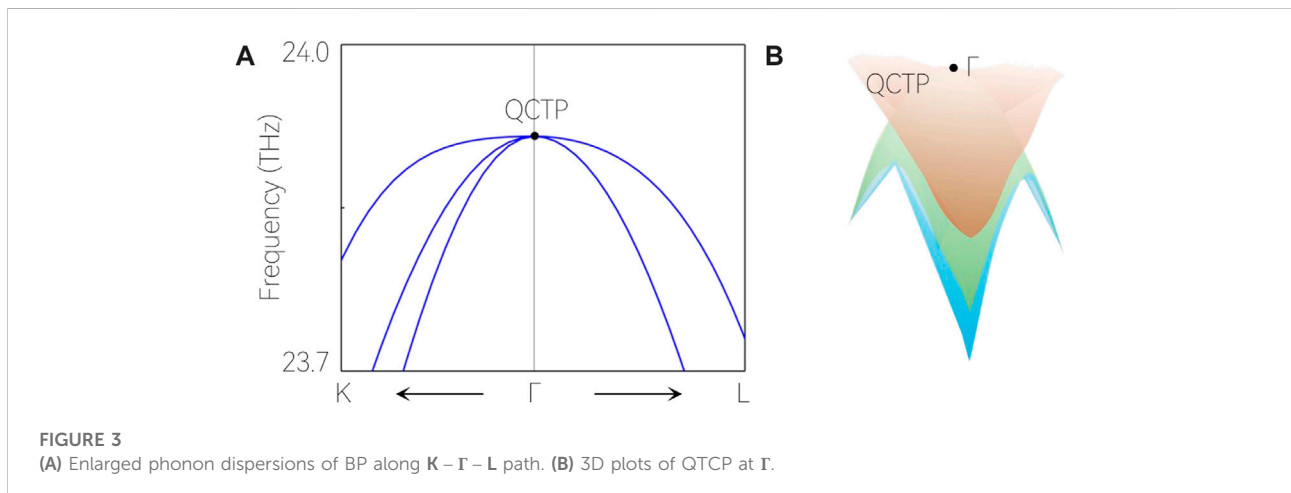 A
24.0
QCTP
Frequency (THz)
23.7
K
Γ
L
B
Γ
QCTP
FIGURE 3
(A) Enlarged phonon dispersions of BP along K – Γ – L path. (B) 3D plots of QTCP at Γ.